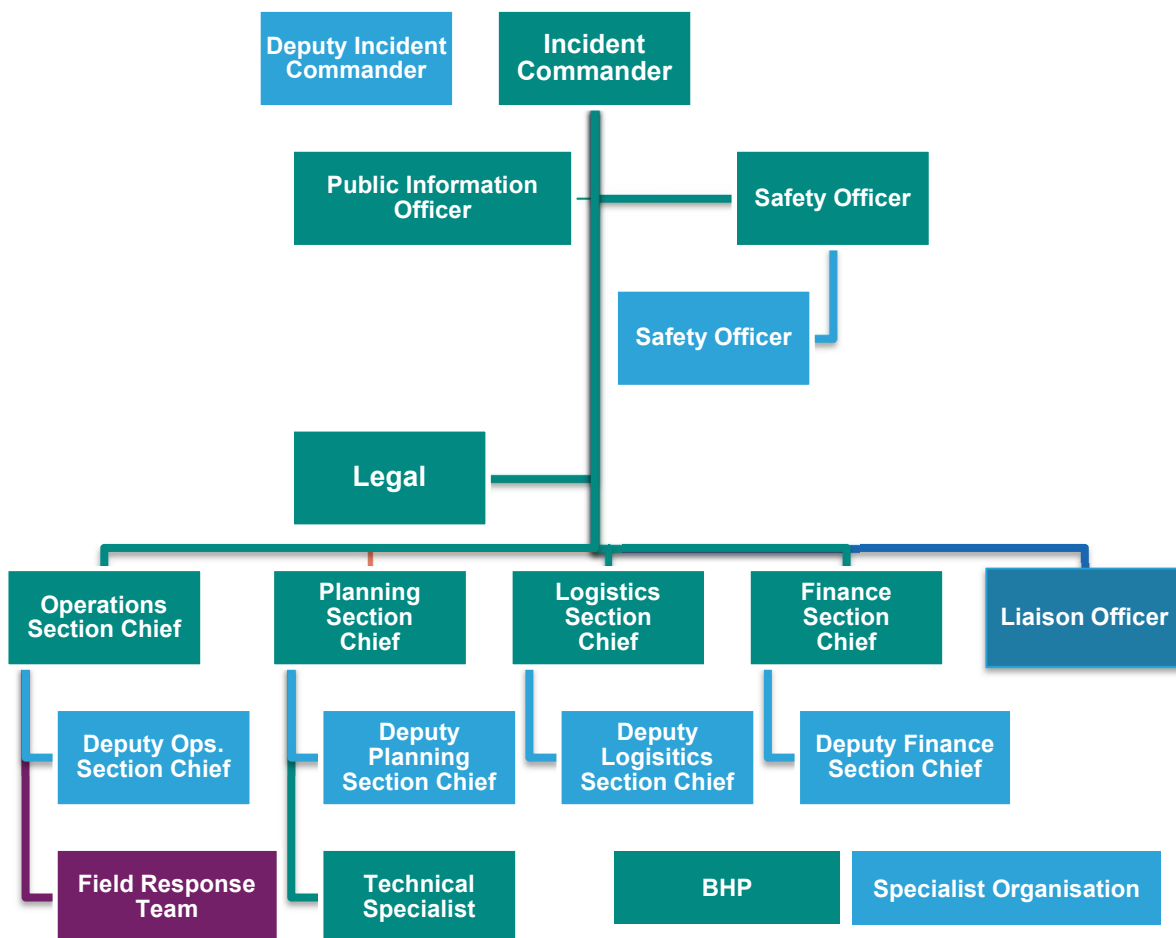 Deputy Incident
Commander
Incident
Commander
Public Information
Officer
Safety Officer
Safety Officer
Legal
Operations
Section Chief
Planning
Section
Chief
Logistics
Section
Chief
Finance
Section
Chief
Liaison Officer
Deputy Ops.
Section Chief
Deputy
Planning
Section Chief
Deputy
Logisitics
Section Chief
Deputy Finance
Section Chief
Field Response
Team
Technical
Specialist
BHP
Specialist Organisation